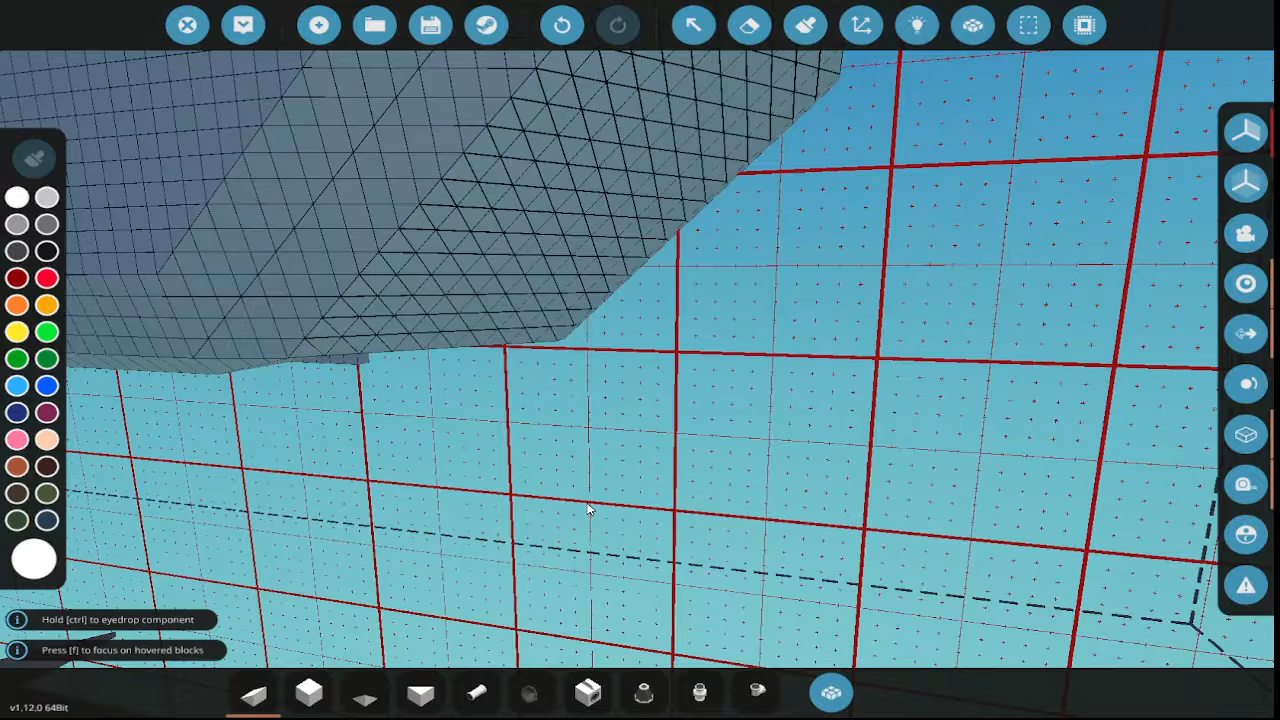 Hold [ctrl] to eyedrop component
Press [f] to focus on hovered blocks
v1.12.0 64Bit